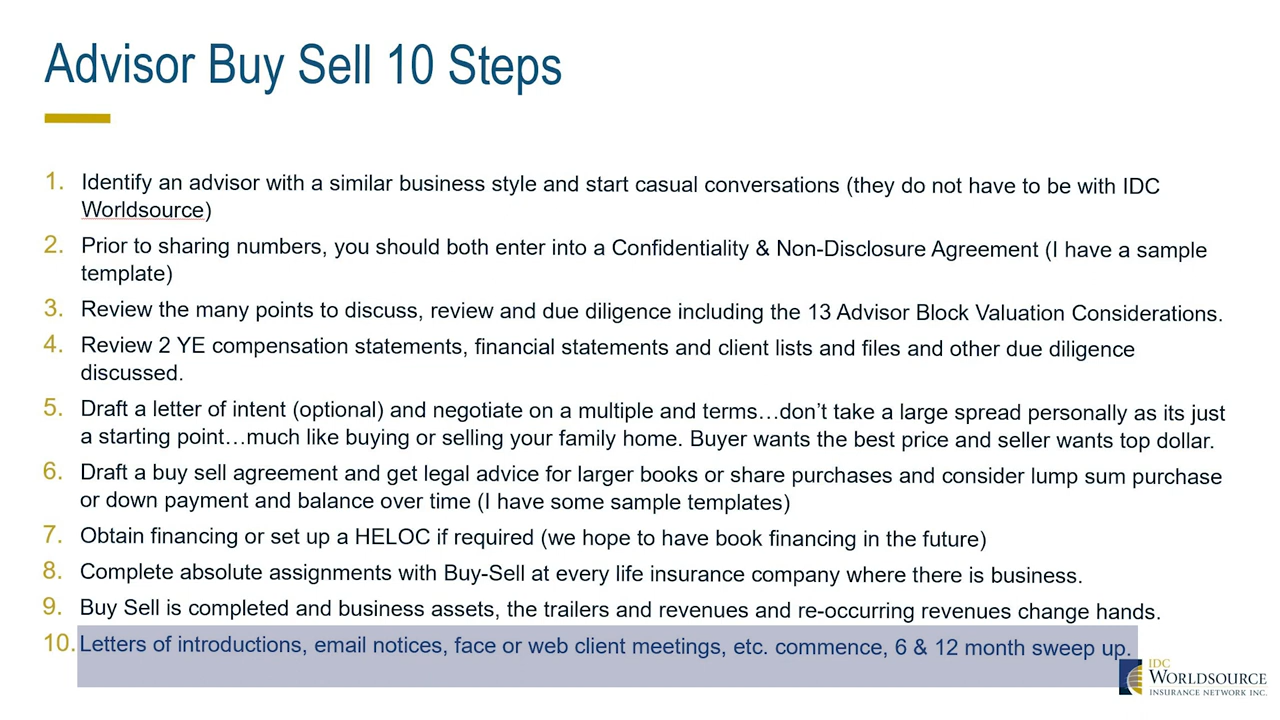 Advisor Buy Sell 10 Steps
1. Identify an advisor with a similar business style and start casual conversations (they do not have to be with IDC
Worldsource)
2. Prior to sharing numbers, you should both enter into a Confidentiality & Non-Disclosure Agreement (I have a sample
template)
3. Review the many points to discuss, review and due diligence including the 13 Advisor Block Valuation Considerations.
4. Review 2 YE compensation statements, financial statements and client lists and files and other due diligence
discussed.
5. Draft a letter of intent (optional) and negotiate on a multiple and terms…don’t take a large spread personally as its just
a starting point…much like buying or selling your family home. Buyer wants the best price and seller wants top dollar.
6. Draft a buy sell agreement and get legal advice for larger books or share purchases and consider lump sum purchase
or down payment and balance over time (I have some sample templates)
7. Obtain financing or set up a HELOC if required (we hope to have book financing in the future)
8. Complete absolute assignments with Buy-Sell at every life insurance company where there is business.
9. Buy Sell is completed and business assets, the trailers and revenues and re-occurring revenues change hands.
10. Letters of introductions, email notices, face or web client meetings, etc. commence, 6 & 12 month sweep up.
IDC
WORLDSOURCE
INSURANCE NETWORK INC.